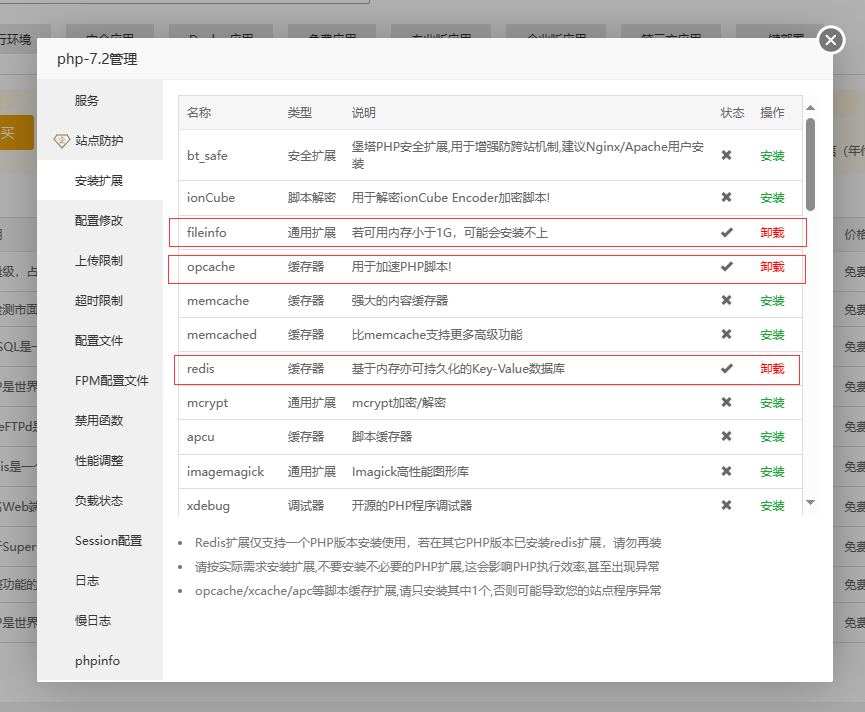 行环境
Docker应用
php-7.2管理
服务
站点防护
安装扩展
配置修改
上传限制
超时限制
配置文件
FPM配置文件
禁用函数
性能调整
负载状态
Session配置
日志
慢日志
phpinfo
名称 类型 说明 状态 操作
bt_safe 安全扩展 堡塔PHP安全扩展,用于增强防跨站机制,建议Nginx/Apache用户安
装 ✖ 安装
ionCube 脚本解密 用于解密ionCube Encoder加密脚本! ✖ 安装
fileinfo 通用扩展 若可用内存小于1G，可能会安装不上 ✔ 卸载
opcache 缓存器 用于加速PHP脚本! ✔ 卸载
memcache 缓存器 强大的内容缓存器 ✖ 安装
memcached 缓存器 比memcache支持更多高级功能 ✖ 安装
redis 缓存器 基于内存亦可持久化的Key-Value数据库 ✔ 卸载
mcrypt 通用扩展 mcrypt加密/解密 ✖ 安装
apcu 缓存器 脚本缓存器 ✖ 安装
imagemagick 通用扩展 Imagick高性能图形库 ✖ 安装
xdebug 调试器 开源的PHP程序调试器 ✖ 安装
Redis扩展仅支持一个PHP版本安装使用，若在其它PHP版本已安装redis扩展，请勿再装
请按实际需求安装扩展,不要安装不必要的PHP扩展,这会影响PHP执行效率,甚至出现异常
opcache/xcache/apc等脚本缓存扩展,请只安装其中1个,否则可能导致您的站点程序异常
买